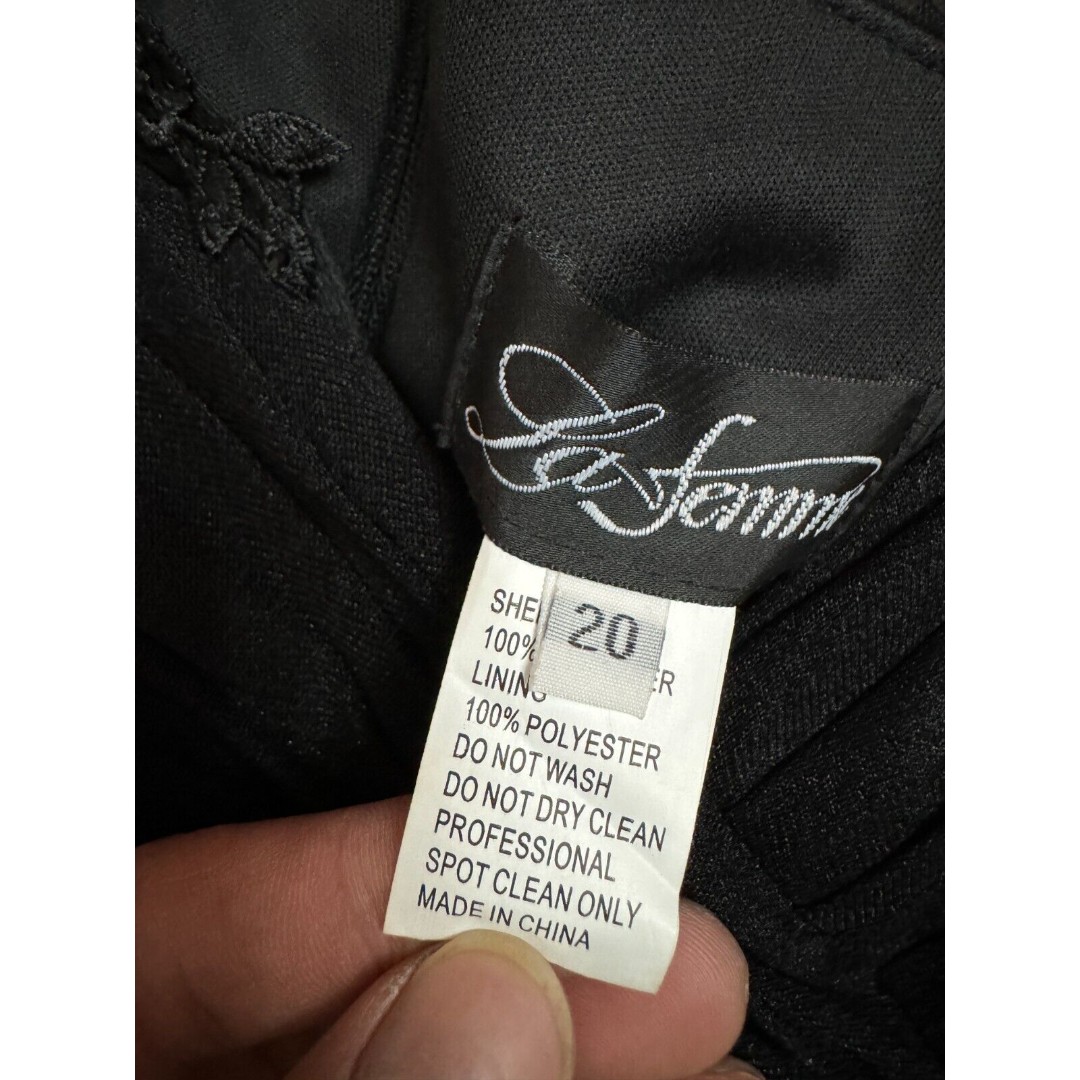 La Femm
20
SHE
100% ER
LINING
100% POLYESTER
DO NOT WASH
DO NOT DRY CLEAN
PROFESSIONAL
SPOT CLEAN ONLY
MADE IN CHINA